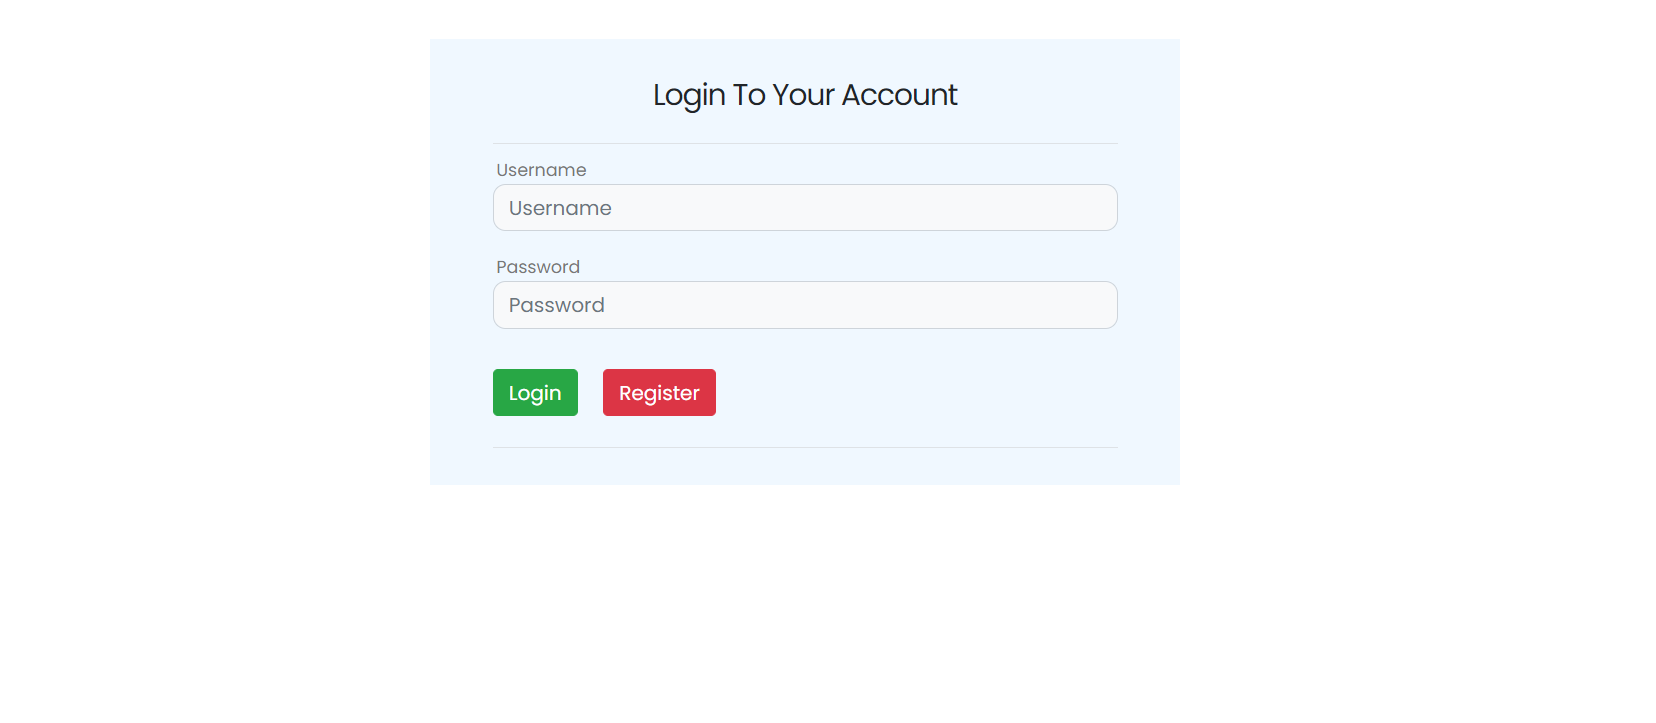 Login To Your Account
Username
Username
Password
Password
Login Register